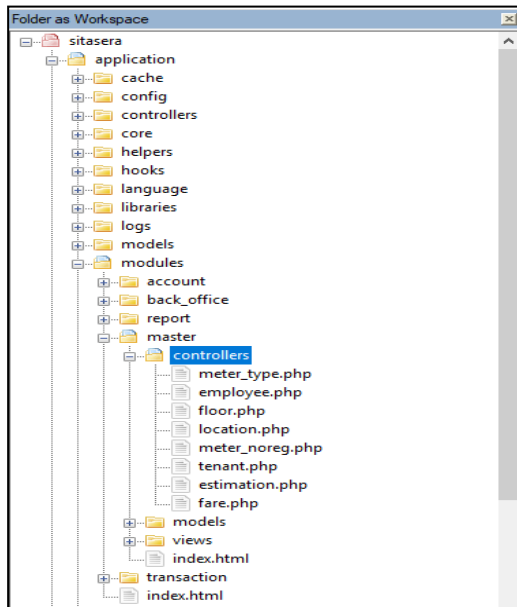 Folder as Workspace
sitasera
application
cache
config
controllers
core
helpers
hooks
language
libraries
logs
models
modules
account
back_office
report
master
controllers
meter_type.php
employee.php
floor.php
location.php
meter_noreg.php
tenant.php
estimation.php
fare.php
models
views
index.html
transaction
index.html